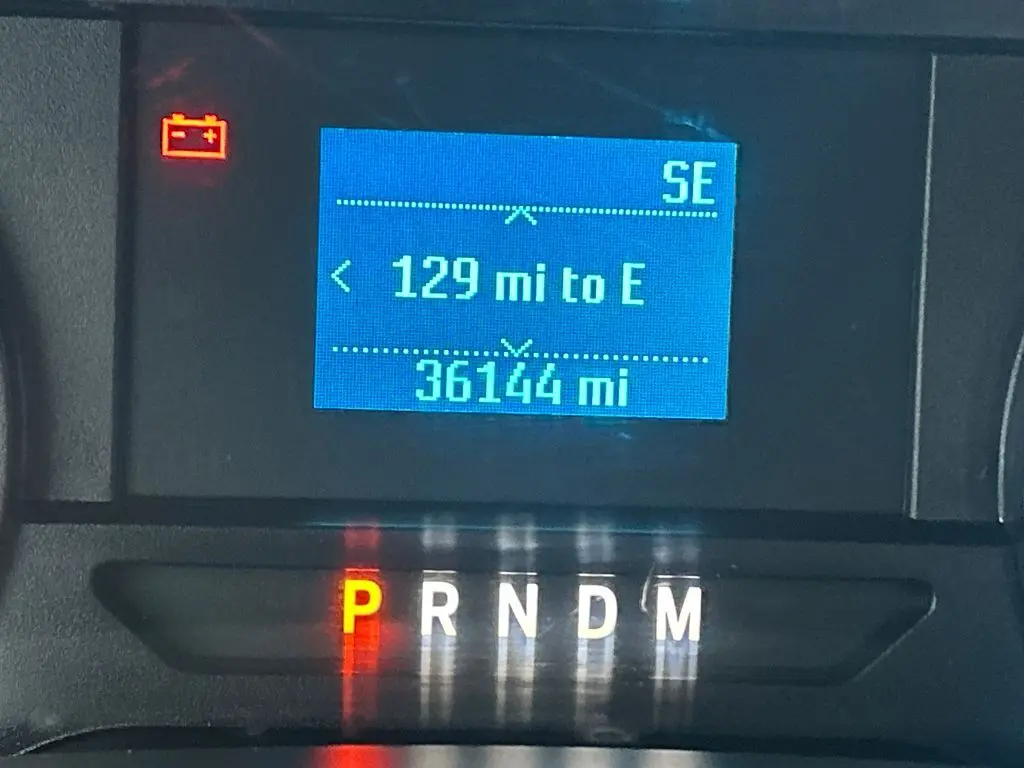 SE
129 mi to E
36144 mi
P R N D M